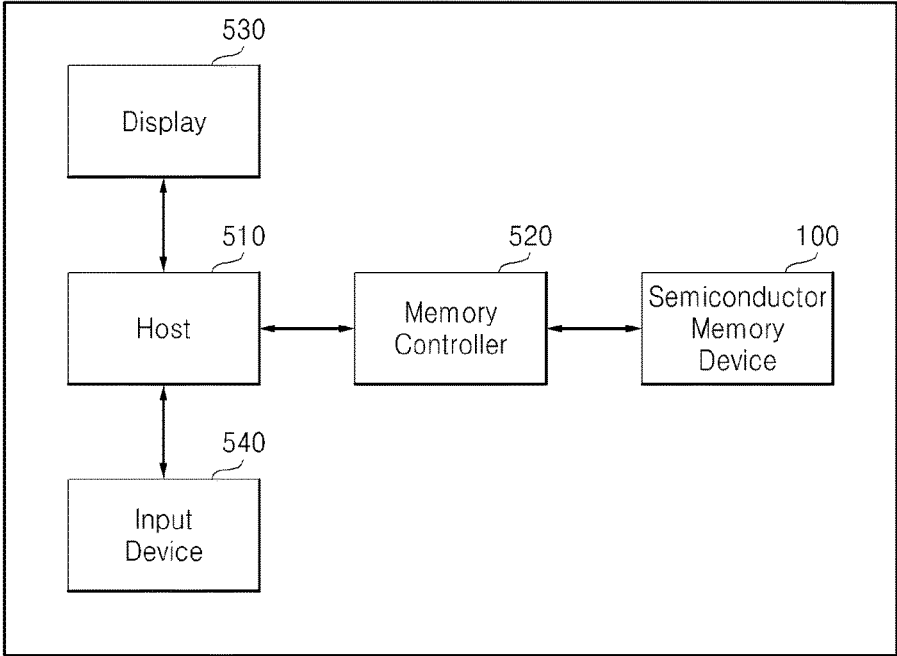 530
Display
510
Host
520
Memory
Controller
100
Semiconductor
Memory
Device
540
Input
Device